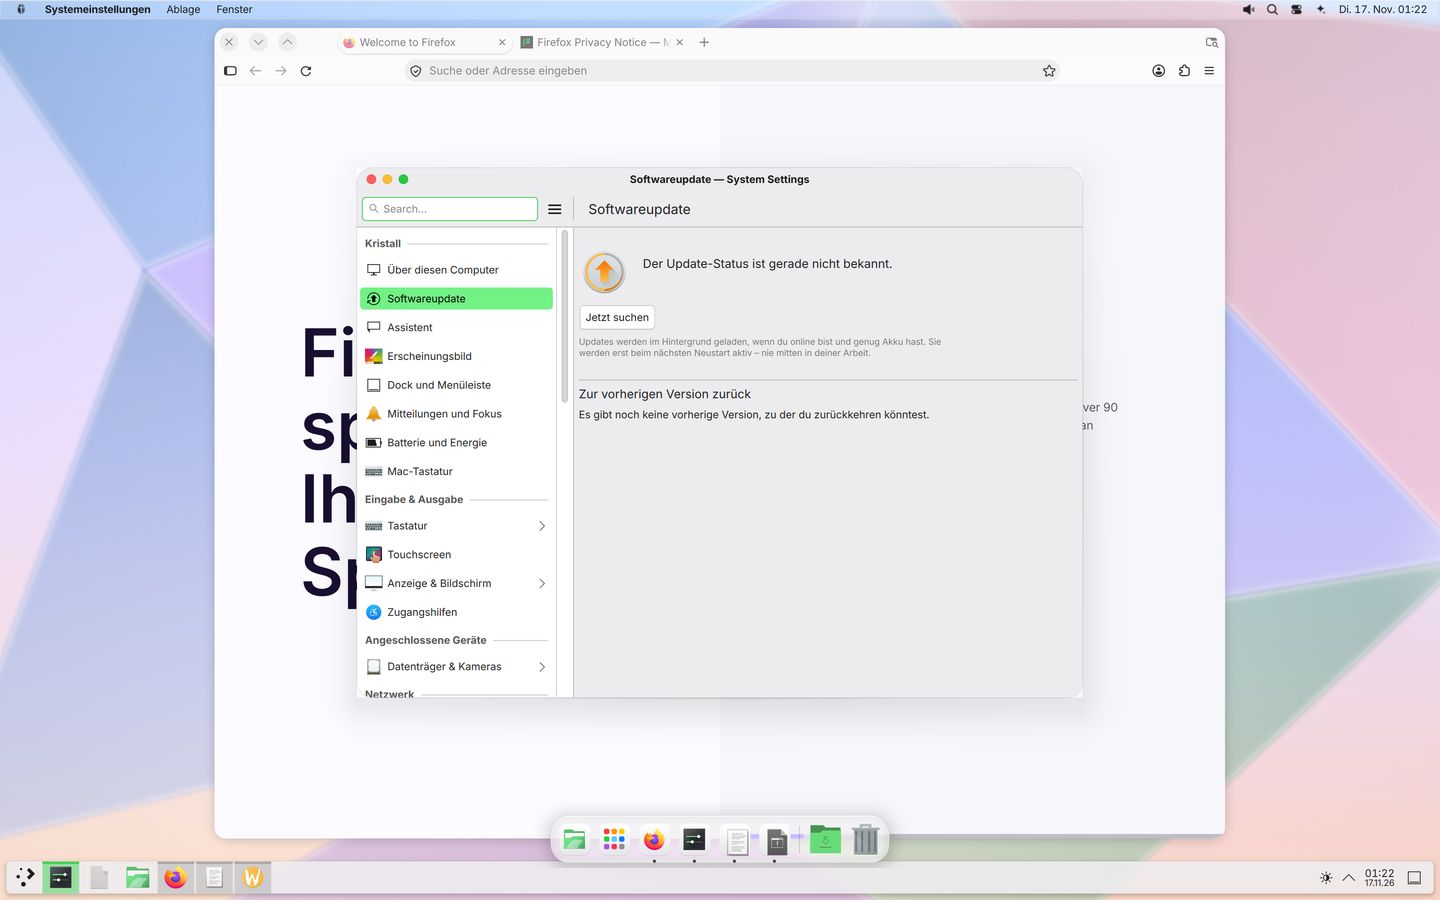 Systemeinstellungen Ablage Fenster
Di. 17. Nov. 01:22
Welcome to Firefox
Firefox Privacy Notice — M
Suche oder Adresse eingeben
Softwareupdate — System Settings
Search...
Softwareupdate
Kristall
Über diesen Computer
Softwareupdate
Assistent
Erscheinungsbild
Dock und Menüleiste
Mitteilungen und Fokus
Batterie und Energie
Mac-Tastatur
Eingabe & Ausgabe
Tastatur
Touchscreen
Anzeige & Bildschirm
Zugangshilfen
Angeschlossene Geräte
Datenträger & Kameras
Netzwerk
Der Update-Status ist gerade nicht bekannt.
Jetzt suchen
Updates werden im Hintergrund geladen, wenn du online bist und genug Akku hast. Sie
werden erst beim nächsten Neustart aktiv – nie mitten in deiner Arbeit.
Zur vorherigen Version zurück
Es gibt noch keine vorherige Version, zu der du zurückkehren könntest.
Fi
sp
Ih
Sp
ver 90
an
01:22
17.11.26